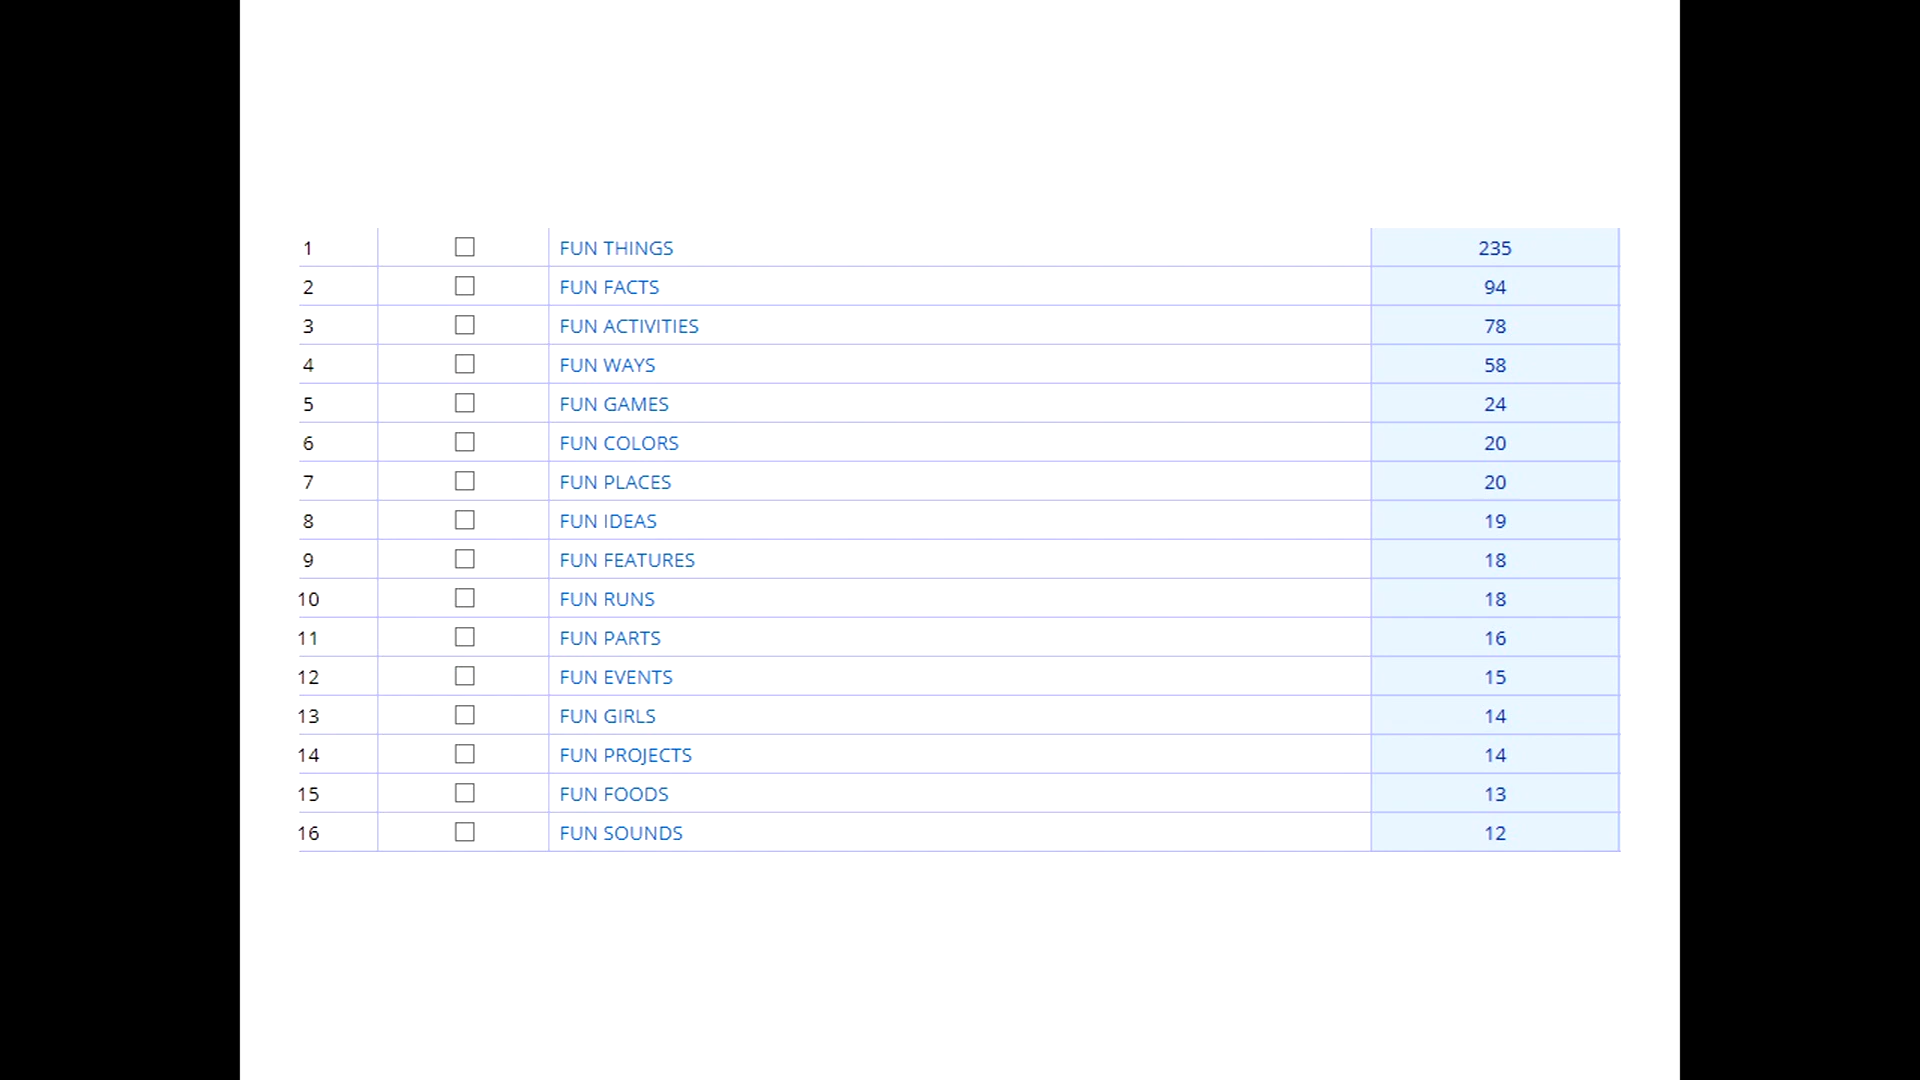 1 FUN THINGS 235
2 FUN FACTS 94
3 FUN ACTIVITIES 78
4 FUN WAYS 58
5 FUN GAMES 24
6 FUN COLORS 20
7 FUN PLACES 20
8 FUN IDEAS 19
9 FUN FEATURES 18
10 FUN RUNS 18
11 FUN PARTS 16
12 FUN EVENTS 15
13 FUN GIRLS 14
14 FUN PROJECTS 14
15 FUN FOODS 13
16 FUN SOUNDS 12